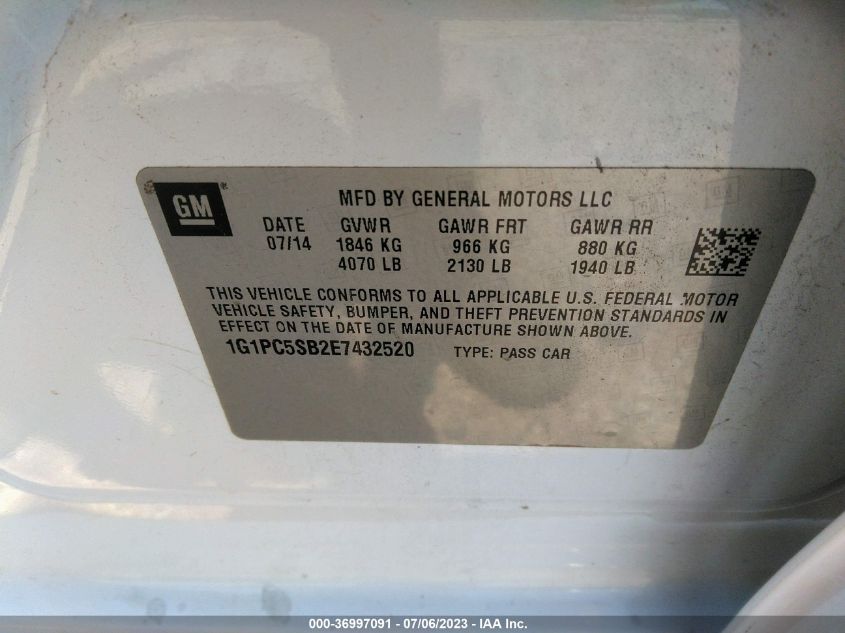 GM
MFD BY GENERAL MOTORS LLC
DATE GVWR GAWR FRT GAWR RR
07/14 1846 KG 966 KG 880 KG
4070 LB 2130 LB 1940 LB
THIS VEHICLE CONFORMS TO ALL APPLICABLE U.S. FEDERAL MOTOR
VEHICLE SAFETY, BUMPER, AND THEFT PREVENTION STANDARDS IN
EFFECT ON THE DATE OF MANUFACTURE SHOWN ABOVE.
1G1PC5SB2E7432520 TYPE: PASS CAR
000-36997091 - 07/06/2023 - IAA Inc.